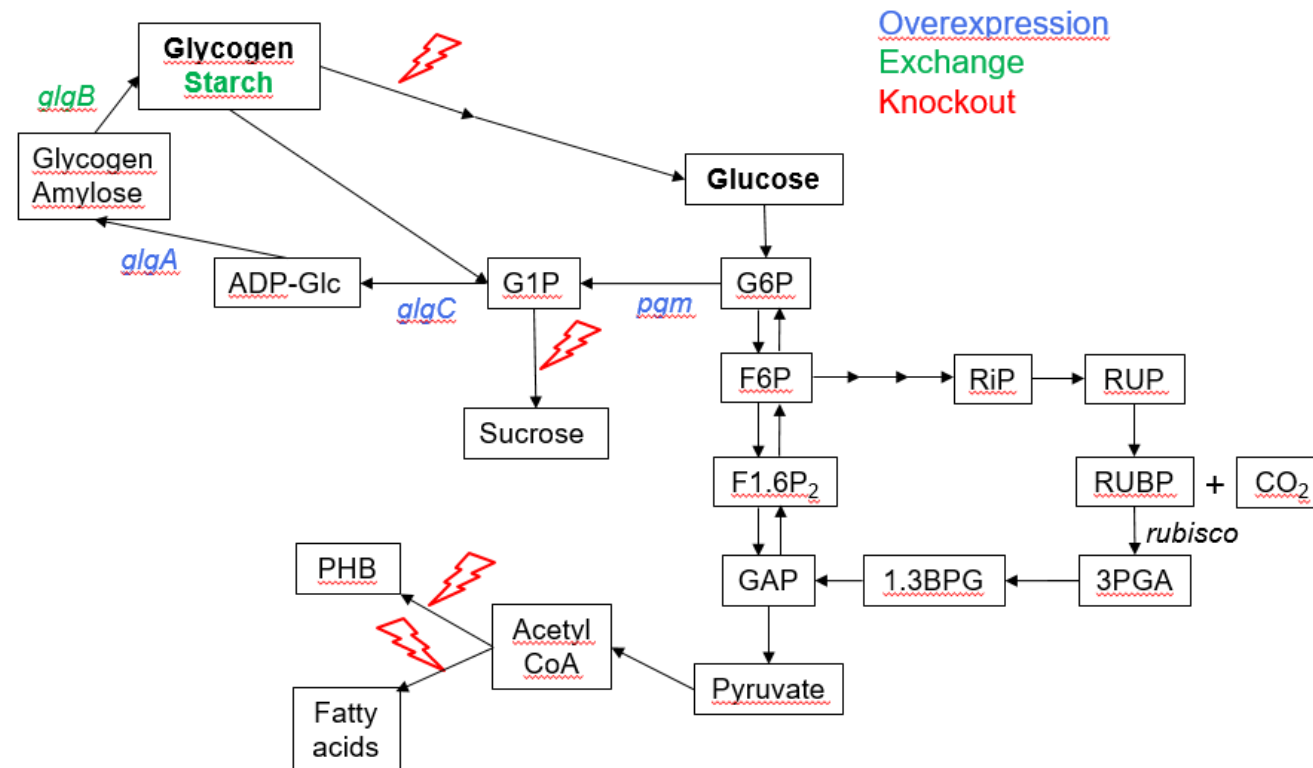 Overexpression
Exchange
Knockout
Glycogen
Starch
glgB
Glycogen
Amylose
Glucose
glgA
ADP-Glc
glgC
G1P
pgm
G6P
F6P
RiP
RUP
Sucrose
F1.6P₂
RUBP + CO₂
rubisco
PHB
GAP
1.3BPG
3PGA
Acetyl
CoA
Pyruvate
Fatty
acids